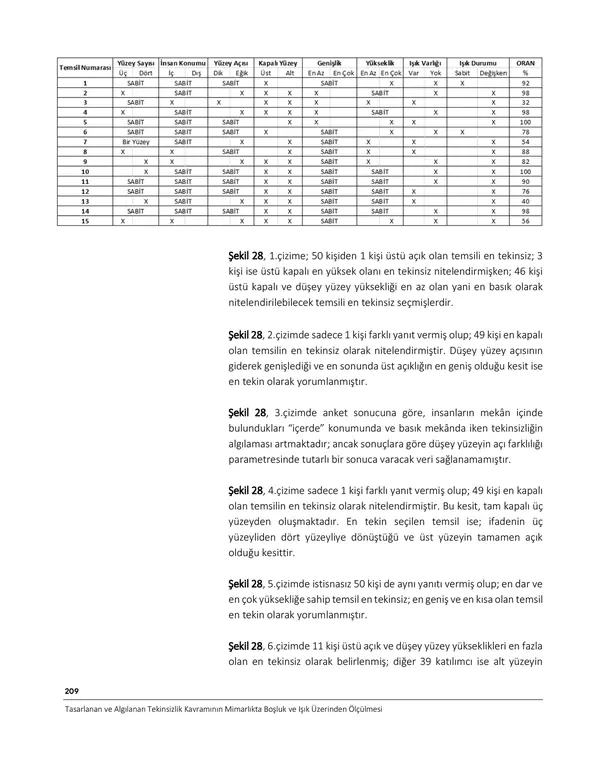 Temsil Numarası | Yüzey Sayısı | İnsan Konumu | Yüzey Açısı | Kapalı Yüzey | Genişlik | Yükseklik | Işık Varlığı | Işık Durumu | ORAN
Üç | Dört | İç | Dış | Dik | Eğik | Üst | Alt | En Az | En Çok | En Az | En Çok | Var | Yok | Sabit | Değişken | %
1 | SABİT | SABİT | SABİT | X | SABİT | X | X | X | 92
2 | X | SABİT | X | X | X | X | SABİT | X | X | 98
3 | SABİT | X | X | X | X | X | X | X | X | 32
4 | X | SABİT | X | X | X | X | SABİT | X | X | 98
5 | SABİT | SABİT | SABİT | X | X | X | X | X | 100
6 | SABİT | SABİT | SABİT | X | SABİT | X | X | X | 78
7 | Bir Yüzey | SABİT | X | X | SABİT | X | X | X | 54
8 | X | X | SABİT | X | SABİT | X | X | X | 88
9 | X | X | X | X | X | SABİT | X | X | X | 82
10 | X | SABİT | SABİT | X | X | SABİT | SABİT | X | X | 100
11 | SABİT | SABİT | SABİT | X | X | SABİT | SABİT | X | X | 90
12 | SABİT | SABİT | SABİT | X | X | SABİT | SABİT | X | X | 76
13 | X | SABİT | X | X | X | SABİT | SABİT | X | X | 40
14 | SABİT | SABİT | SABİT | X | X | SABİT | SABİT | X | X | 98
15 | X | X | X | X | X | SABİT | X | X | X | 56
Şekil 28, 1.çizime; 50 kişiden 1 kişi üstü açık olan temsili en tekinsiz; 3
kişi ise üstü kapalı en yüksek olanı en tekinsiz nitelendirmişken; 46 kişi
üstü kapalı ve düşey yüzey yüksekliği en az olan yani en basık olarak
nitelendirilebilecek temsili en tekinsiz seçmişlerdir.
Şekil 28, 2.çizimde sadece 1 kişi farklı yanıt vermiş olup; 49 kişi en kapalı
olan temsilin en tekinsiz olarak nitelendirmiştir. Düşey yüzey açısının
giderek genişlediği ve en sonunda üst açıklığın en geniş olduğu kesit ise
en tekin olarak yorumlanmıştır.
Şekil 28, 3.çizimde anket sonucuna göre, insanların mekân içinde
bulundukları “içerde” konumunda ve basık mekânda iken tekinsizliğin
algılaması artmaktadır; ancak sonuçlara göre düşey yüzeyin açı farklılığı
parametresinde tutarlı bir sonuca varacak veri sağlanamamıştır.
Şekil 28, 4.çizime sadece 1 kişi farklı yanıt vermiş olup; 49 kişi en kapalı
olan temsilin en tekinsiz olarak nitelendirmiştir. Bu kesit, tam kapalı üç
yüzeyden oluşmaktadır. En tekin seçilen temsil ise; ifadenin üç
yüzeyliden dört yüzeyliye dönüştüğü ve üst yüzeyin tamamen açık
olduğu kesittir.
Şekil 28, 5.çizimde istisnasız 50 kişi de aynı yanıtı vermiş olup; en dar ve
en çok yüksekliğe sahip temsil en tekinsiz; en geniş ve en kısa olan temsil
en tekin olarak yorumlanmıştır.
Şekil 28, 6.çizimde 11 kişi üstü açık ve düşey yüzey yükseklikleri en fazla
olan en tekinsiz olarak belirlenmiş; diğer 39 katılımcı ise alt yüzeyin
209
Tasarlanan ve Algılanan Tekinsizlik Kavramının Mimarlıkta Boşluk ve Işık Üzerinden Ölçülmesi